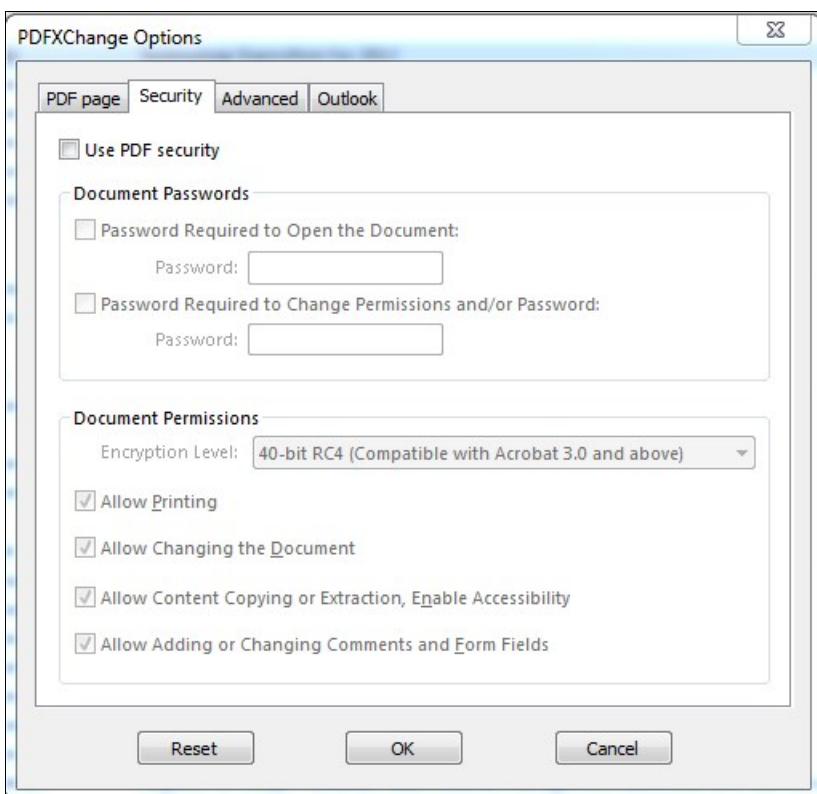 PDFXChange Options
PDF page Security Advanced Outlook
Use PDF security
Document Passwords
Password Required to Open the Document:
Password:
Password Required to Change Permissions and/or Password:
Password:
Document Permissions
Encryption Level: 40-bit RC4 (Compatible with Acrobat 3.0 and above)
Allow Printing
Allow Changing the Document
Allow Content Copying or Extraction, Enable Accessibility
Allow Adding or Changing Comments and Form Fields
Reset OK Cancel